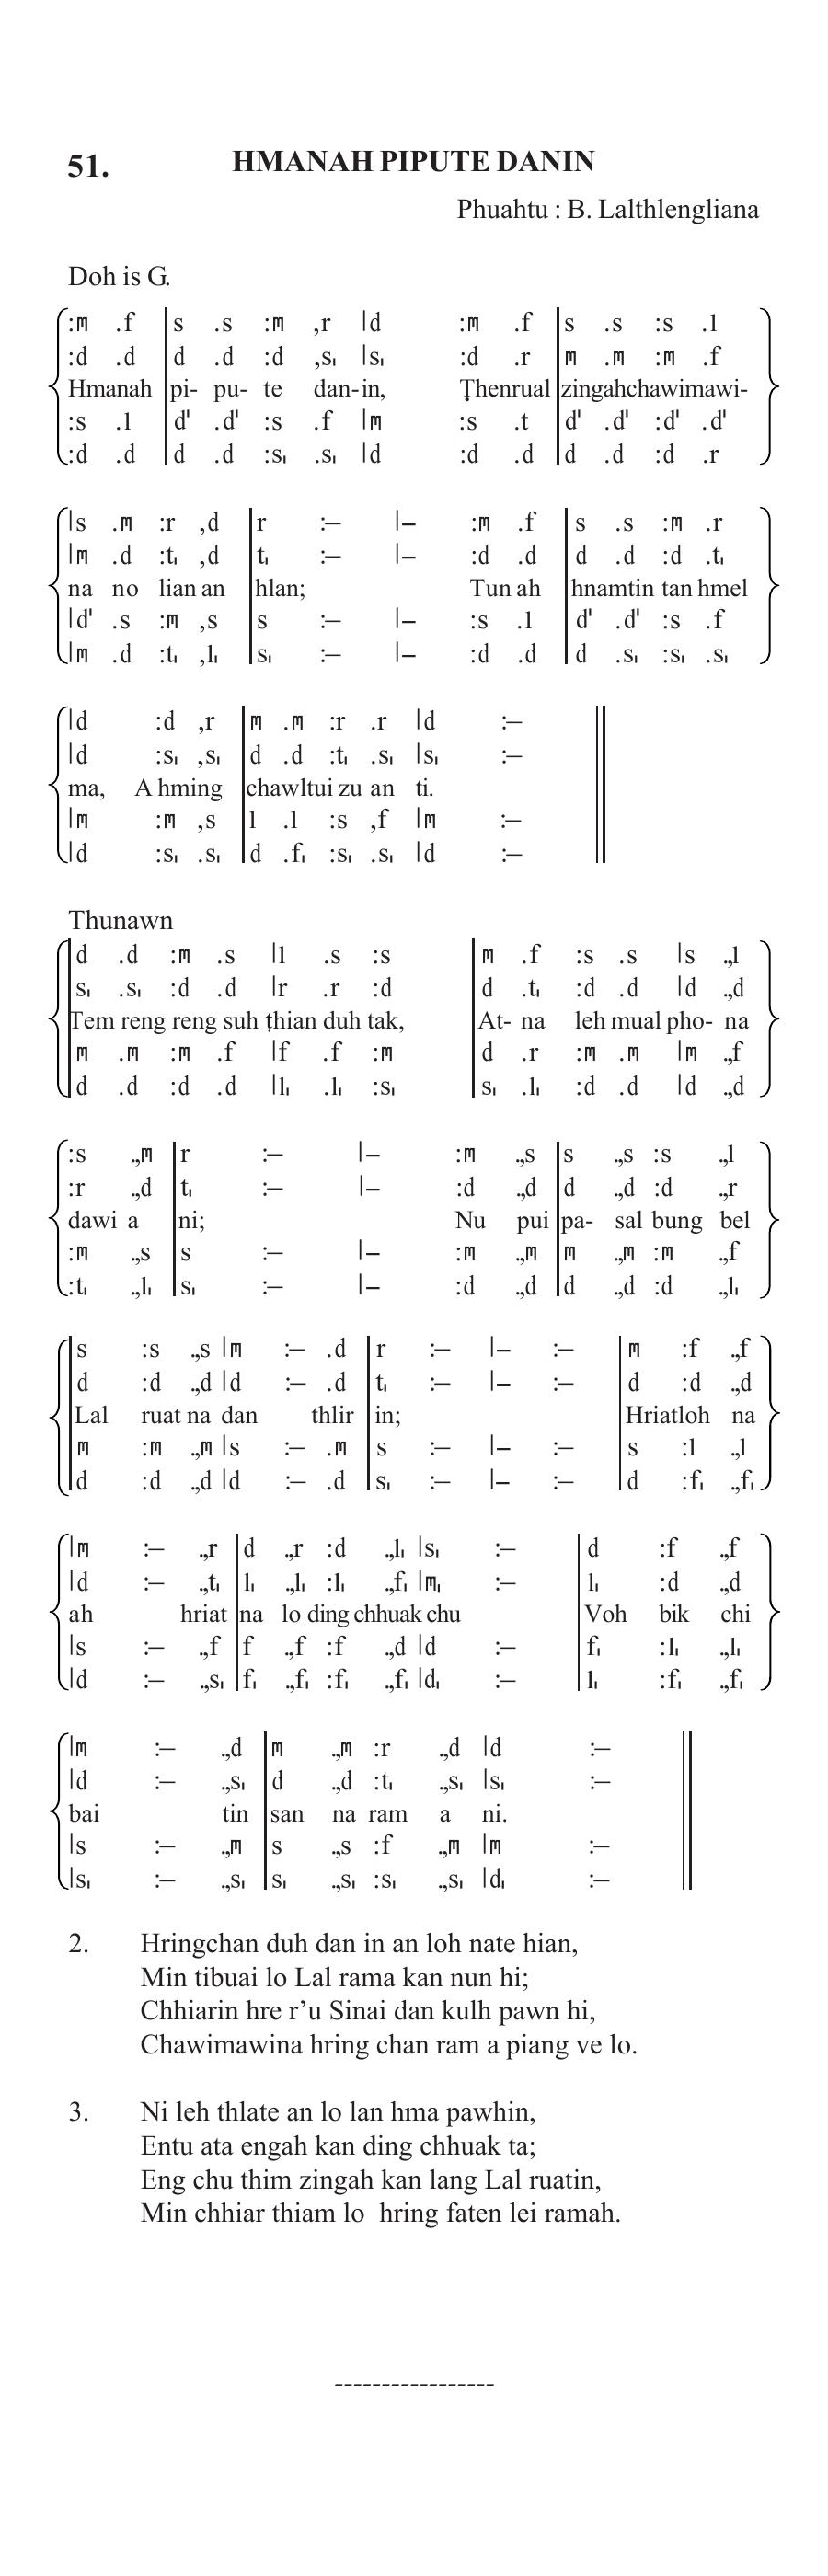 51. HMANAH PIPUTE DANIN
Phuahtu : B. Lalthlengliana
Doh is G.
:m .f |s .s :m ,r |d :m .f |s .s :s .l
:d .d |d .d :d ,s₁ |s₁ :d .r |m .m :m .f
Hmanah pi- pu- te dan-in, Ṭhenrual zingahchawimawi-
:s .l |d' .d' :s .f |m :s .t |d' .d' :d' .d'
:d .d |d .d :s₁ .s₁ |d :d .d |d .d :d .r
|s .m :r ,d |r :– |– :m .f |s .s :m .r
|m .d :t₁ ,d |t₁ :– |– :d .d |d .d :d .t₁
na no lian an hlan; Tun ah hnamtin tan hmel
|d' .s :m ,s |s :– |– :s .l |d' .d' :s .f
|m .d :t₁ ,l₁ |s₁ :– |– :d .d |d .s₁ :s₁ .s₁
|d :d ,r |m .m :r .r |d :–
|d :s₁ ,s₁ |d .d :t₁ .s₁ |s₁ :–
ma, A hming chawltui zu an ti.
|m :m ,s |l .l :s ,f |m :–
|d :s₁ .s₁ |d .f₁ :s₁ .s₁ |d :–
Thunawn
|d .d :m .s |l .s :s |m .f :s .s |s .,l
s₁ .s₁ :d .d |r .r :d |d .t₁ :d .d |d .,d
Tem reng reng suh ṭhian duh tak, At- na leh mual pho- na
m .m :m .f |f .f :m |d .r :m .m |m .,f
|d .d :d .d |l₁ .l₁ :s₁ |s₁ .l₁ :d .d |d .,d
:s .,m |r :– |– :m .,s |s .,s :s .,l
:r .,d |t₁ :– |– :d .,d |d .,d :d .,r
dawi a ni; Nu pui pa- sal bung bel
:m .,s |s :– |– :m .,m |m .,m :m .,f
:t₁ .,l₁ |s₁ :– |– :d .,d |d .,d :d .,l₁
|s :s .,s |m :– .d |r :– |– :– |m :f .,f
|d :d .,d |d :– .d |t₁ :– |– :– |d :d .,d
Lal ruat na dan thlir in; Hriatloh na
|m :m .,m |s :– .m |s :– |– :– |s :l .,l
|d :d .,d |d :– .d |s₁ :– |– :– |d :f₁ .,f₁
|m :– .,r |d .,r :d .,l₁ |s₁ :– |d :f .,f
|d :– .,t₁ |l₁ .,l₁ :l₁ .,f₁ |m₁ :– |l₁ :d .,d
ah hriat na lo ding chhuak chu Voh bik chi
|s :– .,f |f .,f :f .,d |d :– |f₁ :l₁ .,l₁
|d :– .,s₁ |f₁ .,f₁ :f₁ .,f₁ |d₁ :– |l₁ :f₁ .,f₁
|m :– .,d |m .,m :r .,d |d :–
|d :– .,s₁ |d .,d :t₁ .,s₁ |s₁ :–
bai tin san na ram a ni.
|s :– .,m |s .,s :f .,m |m :–
|s₁ :– .,s₁ |s₁ .,s₁ :s₁ .,s₁ |d₁ :–
2. Hringchan duh dan in an loh nate hian,
Min tibuai lo Lal rama kan nun hi;
Chhiarin hre r’u Sinai dan kulh pawn hi,
Chawimawina hring chan ram a piang ve lo.
3. Ni leh thlate an lo lan hma pawhin,
Entu ata engah kan ding chhuak ta;
Eng chu thim zingah kan lang Lal ruatin,
Min chhiar thiam lo hring faten lei ramah.
-----------------